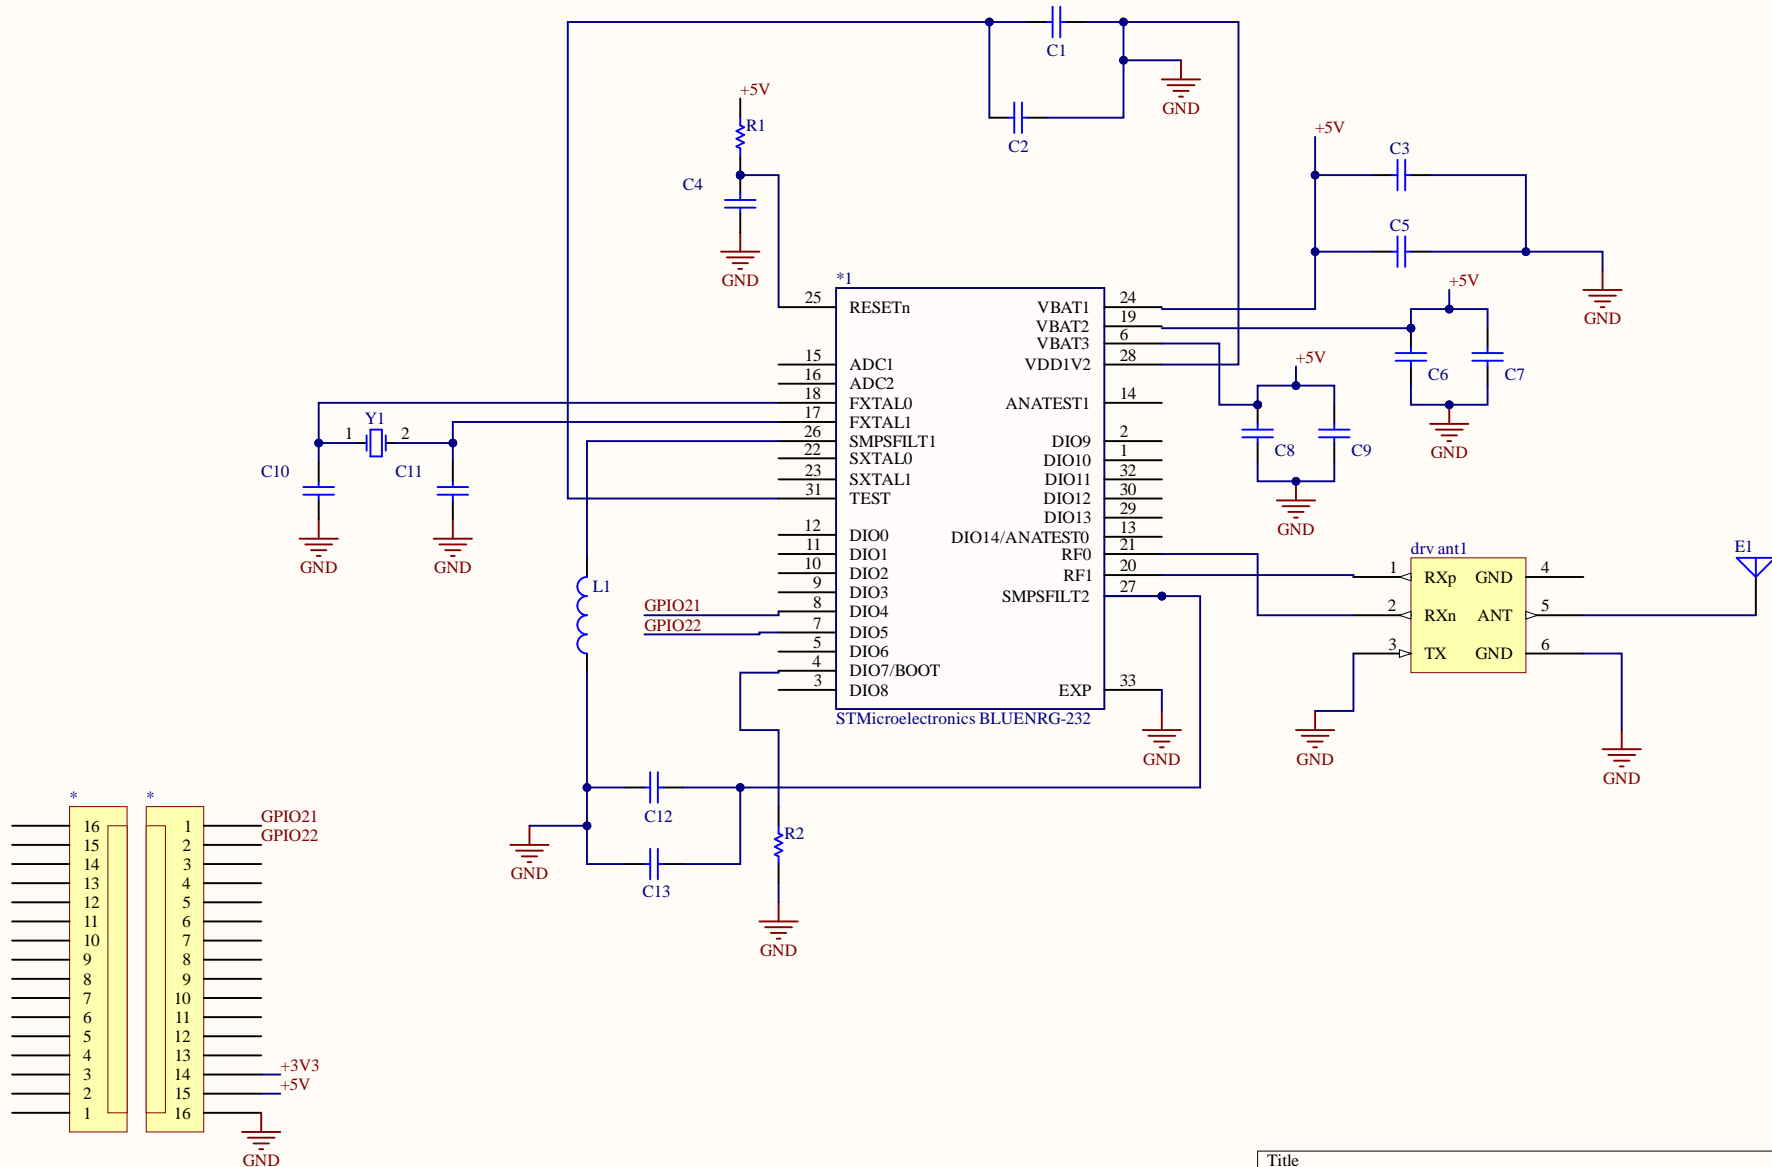 C1
GND
C2
+5V
R1
C4
GND
+5V
C3
C5
GND
*1
25 RESETn
15 ADC1
16 ADC2
18 FXTAL0
17 FXTAL1
26 SMPSFILT1
22 SXTAL0
23 SXTAL1
31 TEST
12 DIO0
11 DIO1
10 DIO2
9 DIO3
8 DIO4
7 DIO5
5 DIO6
4 DIO7/BOOT
3 DIO8
VBAT1 24
VBAT2 19
VBAT3 6
VDD1V2 28
ANATEST1 14
DIO9 2
DIO10 1
DIO11 32
DIO12 30
DIO13 29
DIO14/ANATEST0 13
RF0 21
RF1 20
SMPSFILT2 27
EXP 33
STMicroelectronics BLUENRG-232
GND
+5V
C6
C7
GND
+5V
C8
C9
GND
Y1
1 2
C10
C11
GND
GND
L1
GPIO21
GPIO22
drv ant1
1 RXp GND 4
2 RXn ANT 5
3 TX GND 6
E1
GND
GND
C12
C13
GND
R2
GND
*
16
15
14
13
12
11
10
9
8
7
6
5
4
3
2
1
*
1 GPIO21
2 GPIO22
3
4
5
6
7
8
9
10
11
12
13
14 +3V3
15 +5V
16
GND
Title